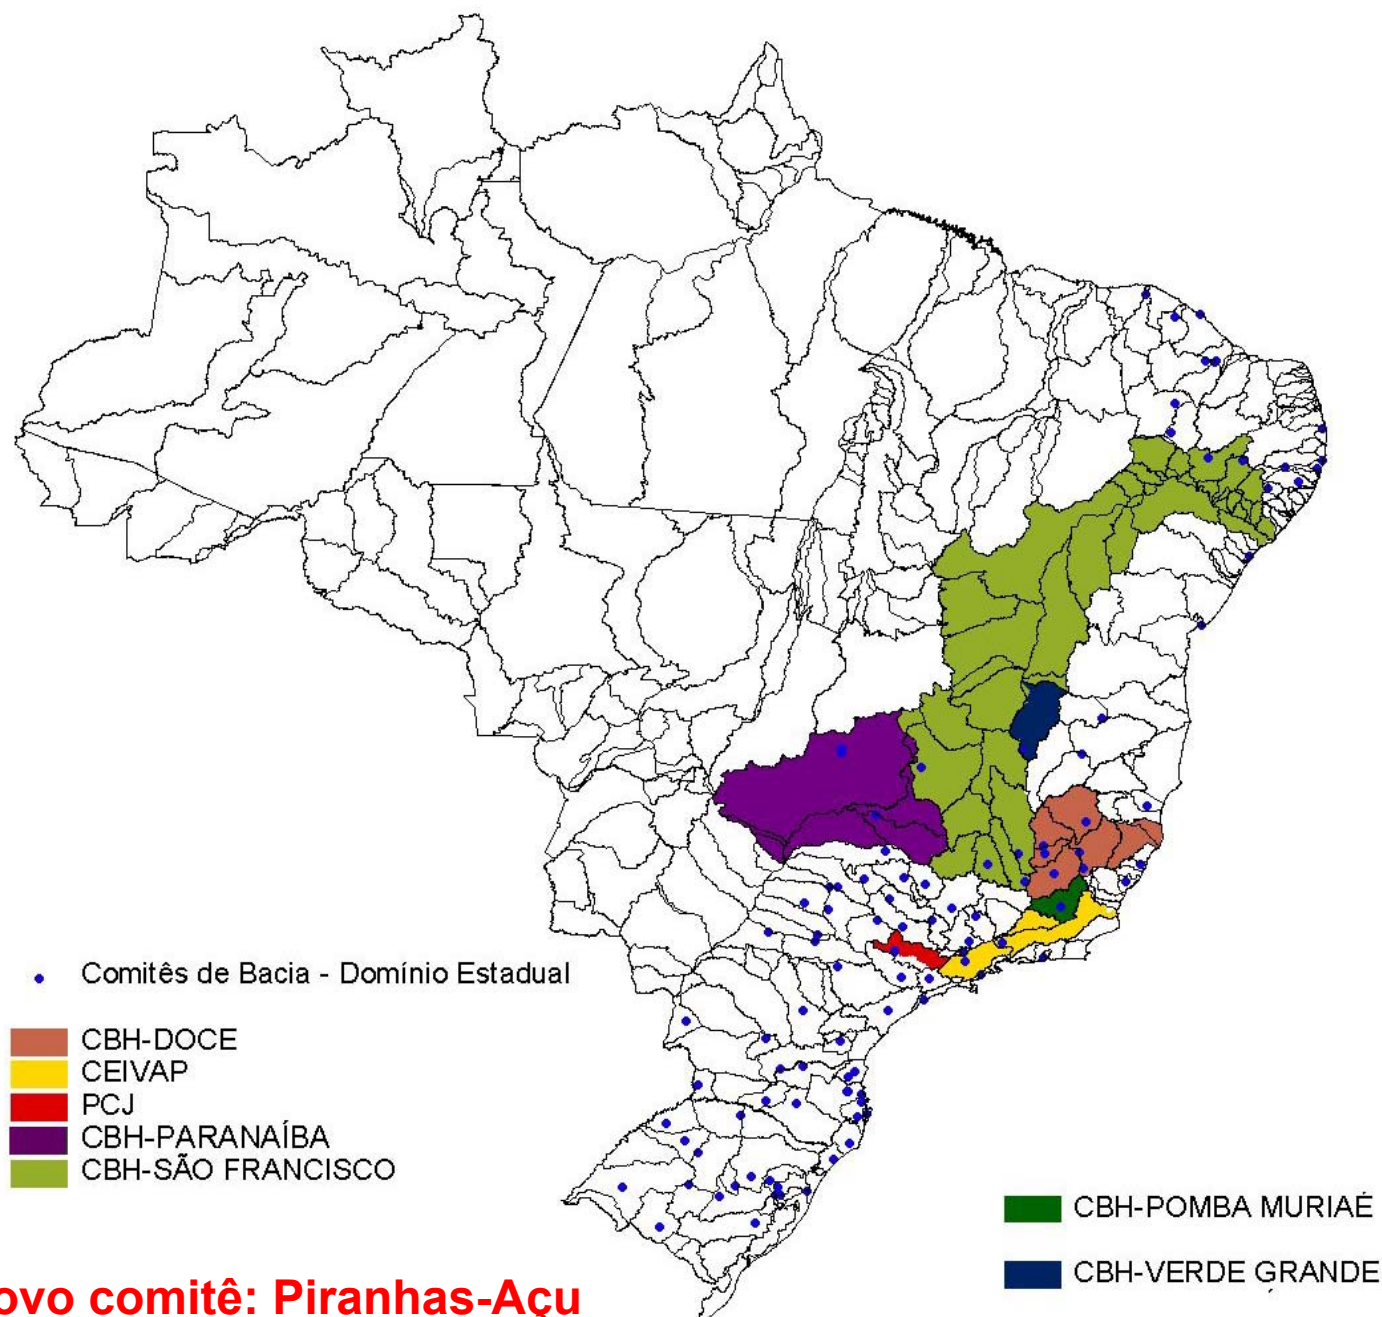 Comitês de Bacia - Domínio Estadual
CBH-DOCE
CEIVAP
PCJ
CBH-PARANAÍBA
CBH-SÃO FRANCISCO
CBH-POMBA MURIAÉ
CBH-VERDE GRANDE
ovo comitê: Piranhas-Açu